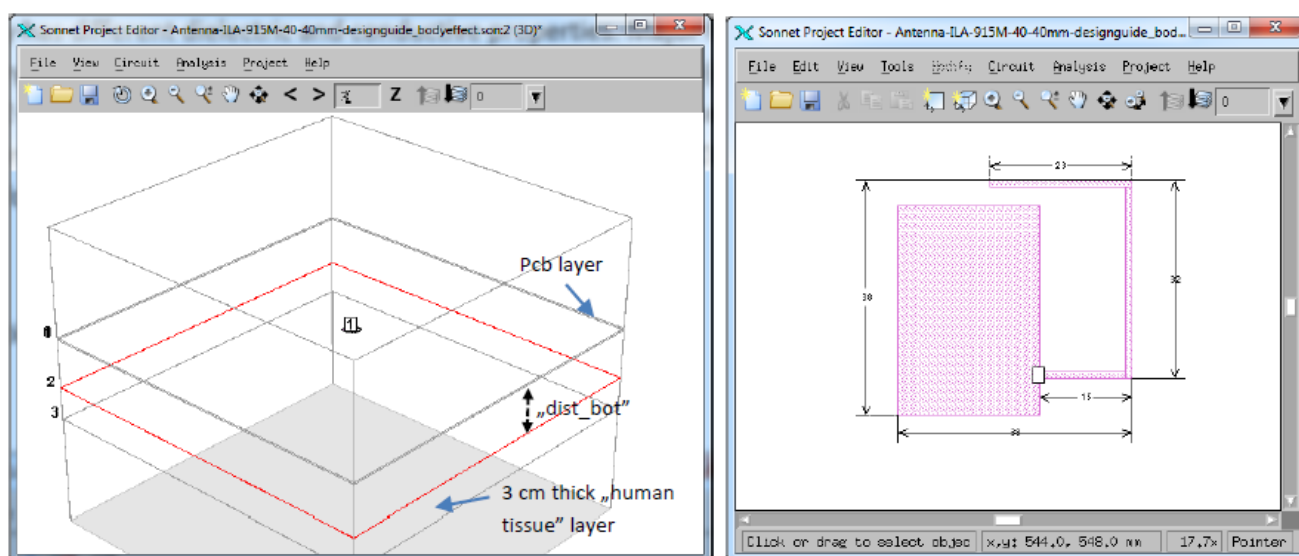 Sonnet Project Editor - Antenna-ILA-915M-40-40mm-designguide_bodyeffect.son:2 (3D)*
File View Circuit Analysis Project Help
Z 0
Pcb layer
1
2
3
„dist_bot”
3 cm thick „human
tissue” layer
Sonnet Project Editor - Antenna-ILA-915M-40-40mm-designguide_bod...
File Edit View Tools Modify Circuit Analysis Project Help
0
23
32
15
Click or drag to select objec x,y: 544.0, 548.0 mm 17.7x Pointer